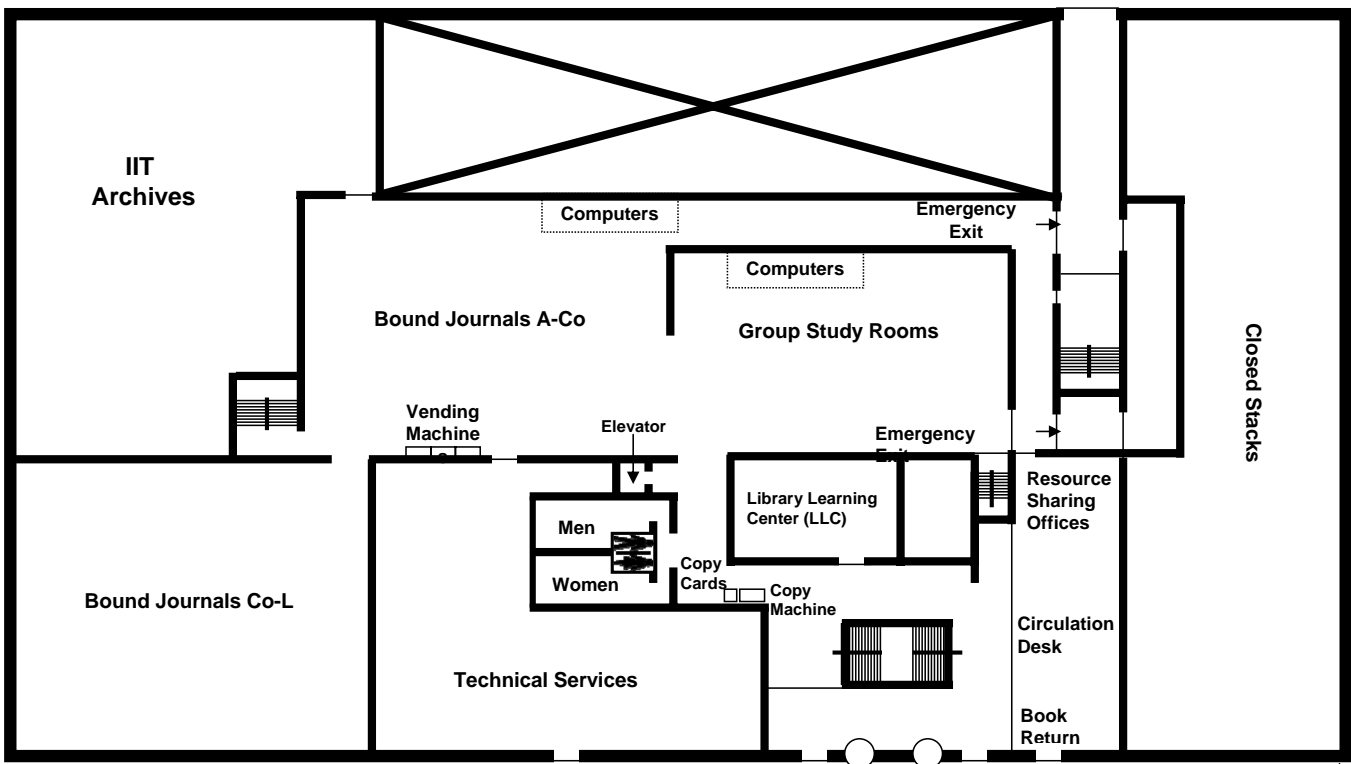 IIT
Archives
Computers
Emergency
Exit
Computers
Bound Journals A-Co
Group Study Rooms
Closed Stacks
Vending
Machine
s
Elevator
Emergency
Exit
Library Learning
Center (LLC)
Resource
Sharing
Offices
Men
Women
Copy
Cards
Copy
Machine
Bound Journals Co-L
Circulation
Desk
Technical Services
Book
Return